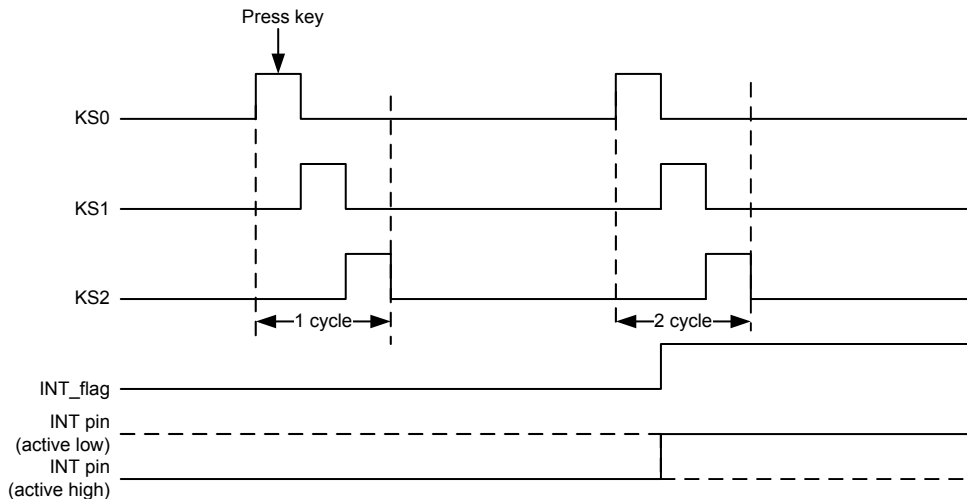 Press key
KS0
KS1
KS2
1 cycle
2 cycle
INT_flag
INT pin
(active low)
INT pin
(active high)